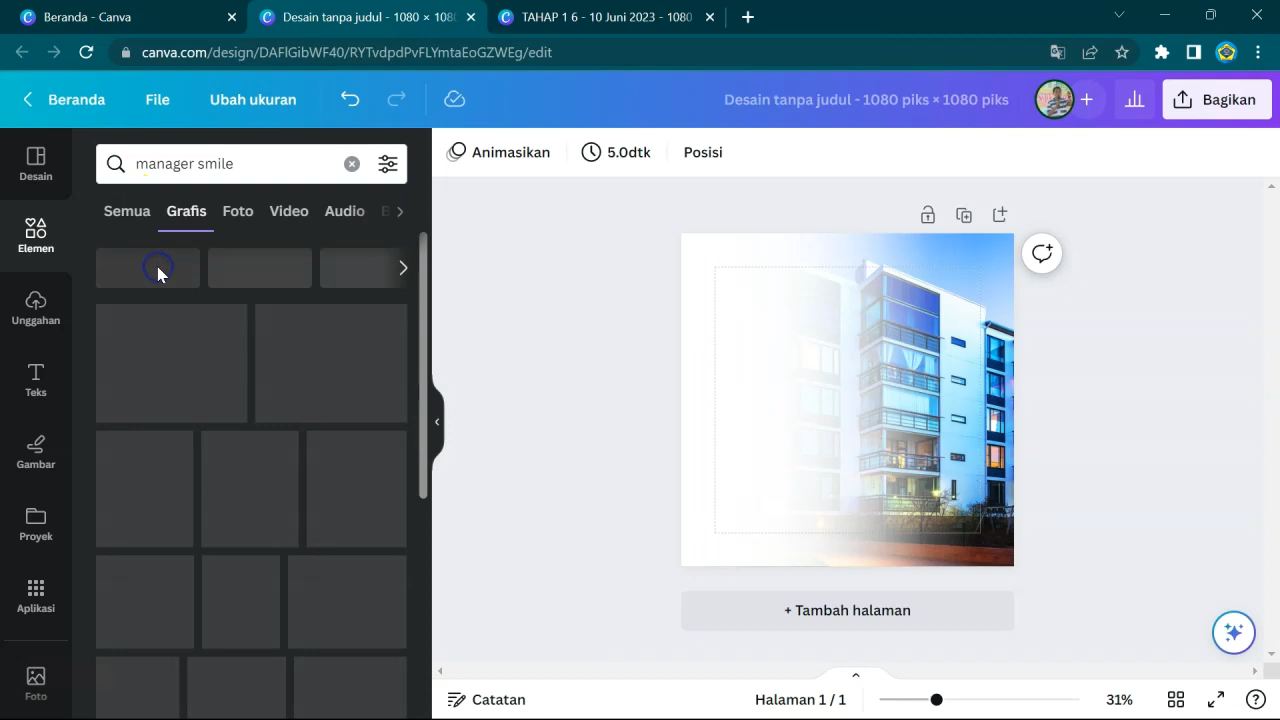 Beranda - Canva
Desain tanpa judul - 1080 × 108
TAHAP 1 6 - 10 Juni 2023 - 1080
canva.com/design/DAFlGibWF40/RYTvdpdPvFLYmtaEoGZWEg/edit
Beranda
File
Ubah ukuran
Desain tanpa judul - 1080 piks × 1080 piks
Bagikan
Desain
Elemen
Unggahan
Teks
Gambar
Proyek
Aplikasi
Foto
manager smile
Semua
Grafis
Foto
Video
Audio
Animasikan
5.0dtk
Posisi
+ Tambah halaman
Catatan
Halaman 1 / 1
31%